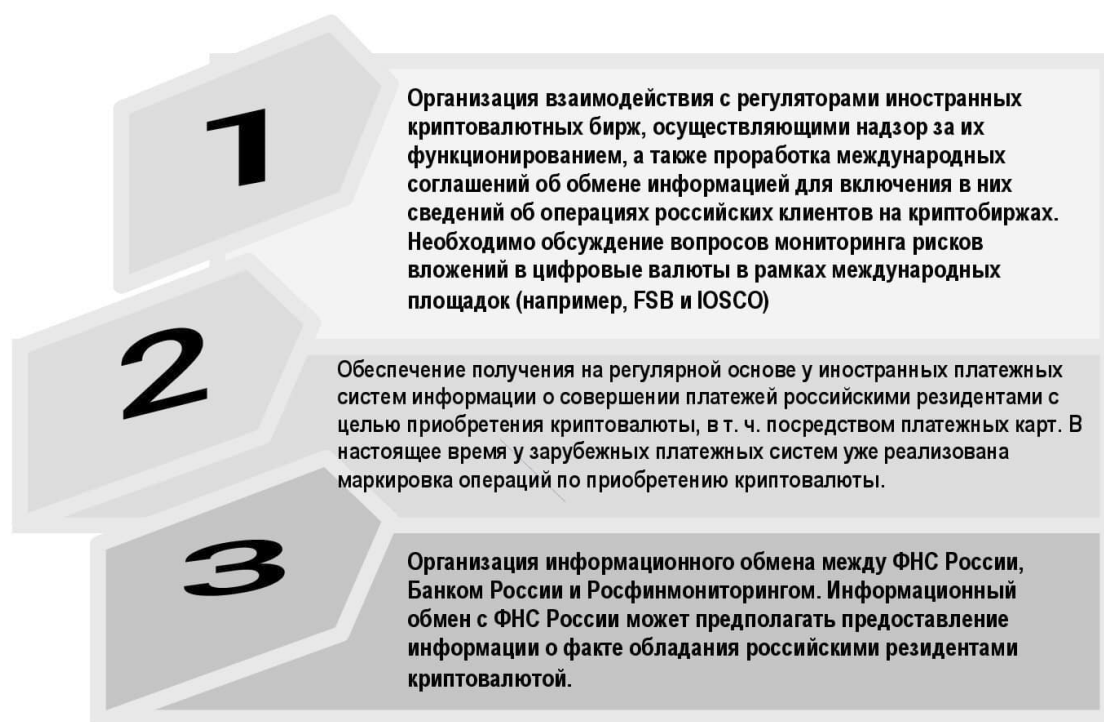 1
Организация взаимодействия с регуляторами иностранных
криптовалютных бирж, осуществляющими надзор за их
функционированием, а также проработка международных
соглашений об обмене информацией для включения в них
сведений об операциях российских клиентов на криптобиржах.
Необходимо обсуждение вопросов мониторинга рисков
вложений в цифровые валюты в рамках международных
площадок (например, FSB и IOSCO)
2
Обеспечение получения на регулярной основе у иностранных платежных
систем информации о совершении платежей российскими резидентами с
целью приобретения криптовалюты, в т. ч. посредством платежных карт. В
настоящее время у зарубежных платежных систем уже реализована
маркировка операций по приобретению криптовалюты.
3
Организация информационного обмена между ФНС России,
Банком России и Росфинмониторингом. Информационный
обмен с ФНС России может предполагать предоставление
информации о факте обладания российскими резидентами
криптовалютой.